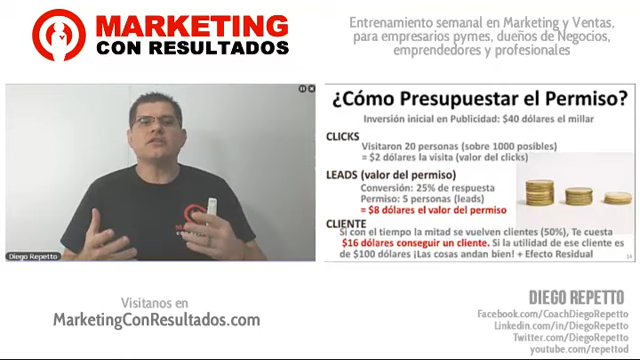 MARKETING
CON RESULTADOS
Entrenamiento semanal en Marketing y Ventas,
para empresarios pymes, dueños de Negocios,
emprendedores y profesionales
¿Cómo Presupuestar el Permiso?
Inversión inicial en Publicidad: $40 dólares el millar
CLICKS
Visitaron 20 personas (sobre 1000 posibles)
= $2 dólares la visita (valor del clicks)
LEADS (valor del permiso)
Conversión: 25% de respuesta
Permiso: 5 personas (leads)
= $8 dólares el valor del permiso
CLIENTE
Si con el tiempo la mitad se vuelven clientes (50%), Te cuesta
$16 dólares conseguir un cliente. Si la utilidad de ese cliente es
de $100 dólares ¡Las cosas andan bien! + Efecto Residual
Diego Repetto
Visitanos en
MarketingConResultados.com
DIEGO REPETTO
Facebook.com/CoachDiegoRepetto
Linkedin.com/in/DiegoRepetto
Twitter.com/DiegoRepetto
youtube.com/repettod